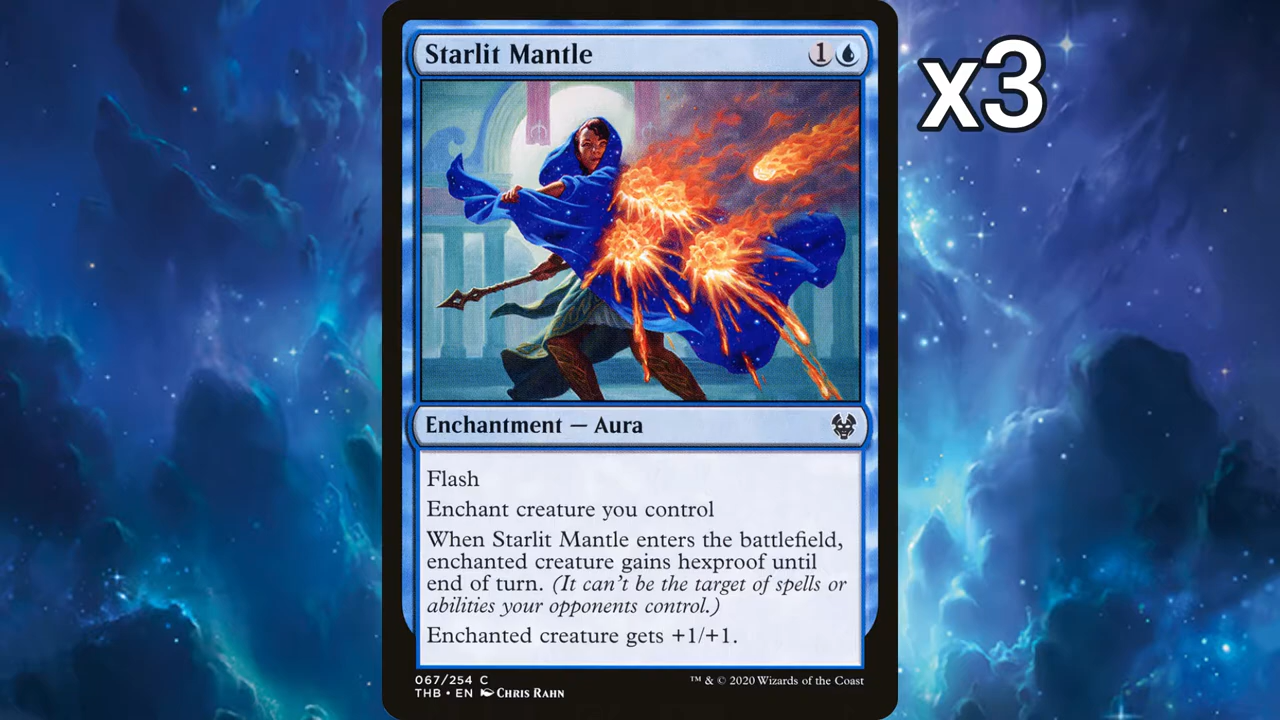 Starlit Mantle
1
x3
Enchantment — Aura
Flash
Enchant creature you control
When Starlit Mantle enters the battlefield,
enchanted creature gains hexproof until
end of turn. (It can't be the target of spells or
abilities your opponents control.)
Enchanted creature gets +1/+1.
067/254 C
THB • EN Chris Rahn
™ & © 2020 Wizards of the Coast